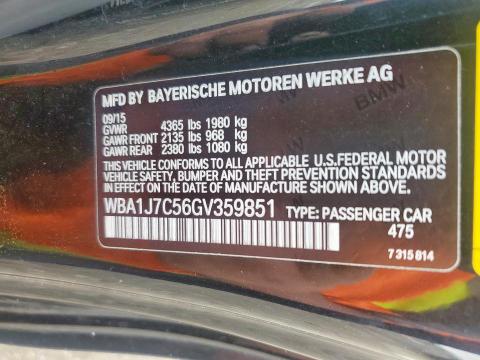 MFD BY BAYERISCHE MOTOREN WERKE AG
09/15
GVWR 4365 lbs 1980 kg
GAWR FRONT 2135 lbs 968 kg
GAWR REAR 2380 lbs 1080 kg
THIS VEHICLE CONFORMS TO ALL APPLICABLE U.S.FEDERAL MOTOR
VEHICLE SAFETY, BUMPER AND THEFT PREVENTION STANDARDS
IN EFFECT ON THE DATE OF MANUFACTURE SHOWN ABOVE.
WBA1J7C56GV359851 TYPE: PASSENGER CAR
475
7 315 814
BMW